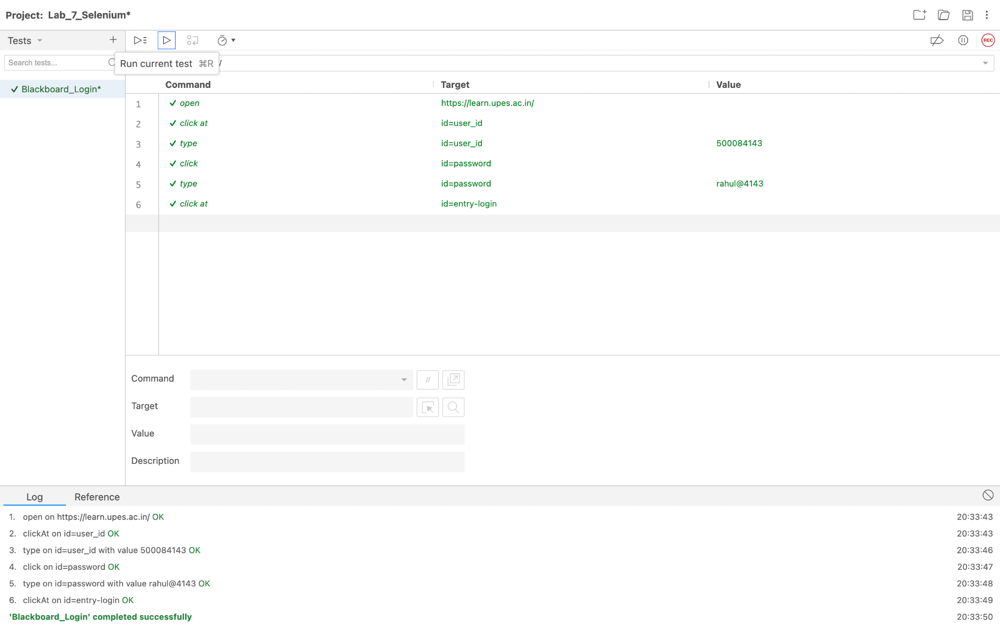 Project: Lab_7_Selenium*
Tests
REC
Search tests...
Run current test ⌘R
/
✓ Blackboard_Login*
Command Target Value
1 ✓ open https://learn.upes.ac.in/
2 ✓ click at id=user_id
3 ✓ type id=user_id 500084143
4 ✓ click id=password
5 ✓ type id=password rahul@4143
6 ✓ click at id=entry-login
Command //
Target
Value
Description
Log Reference
1. open on https://learn.upes.ac.in/ OK 20:33:43
2. clickAt on id=user_id OK 20:33:43
3. type on id=user_id with value 500084143 OK 20:33:46
4. click on id=password OK 20:33:47
5. type on id=password with value rahul@4143 OK 20:33:48
6. clickAt on id=entry-login OK 20:33:49
'Blackboard_Login' completed successfully 20:33:50